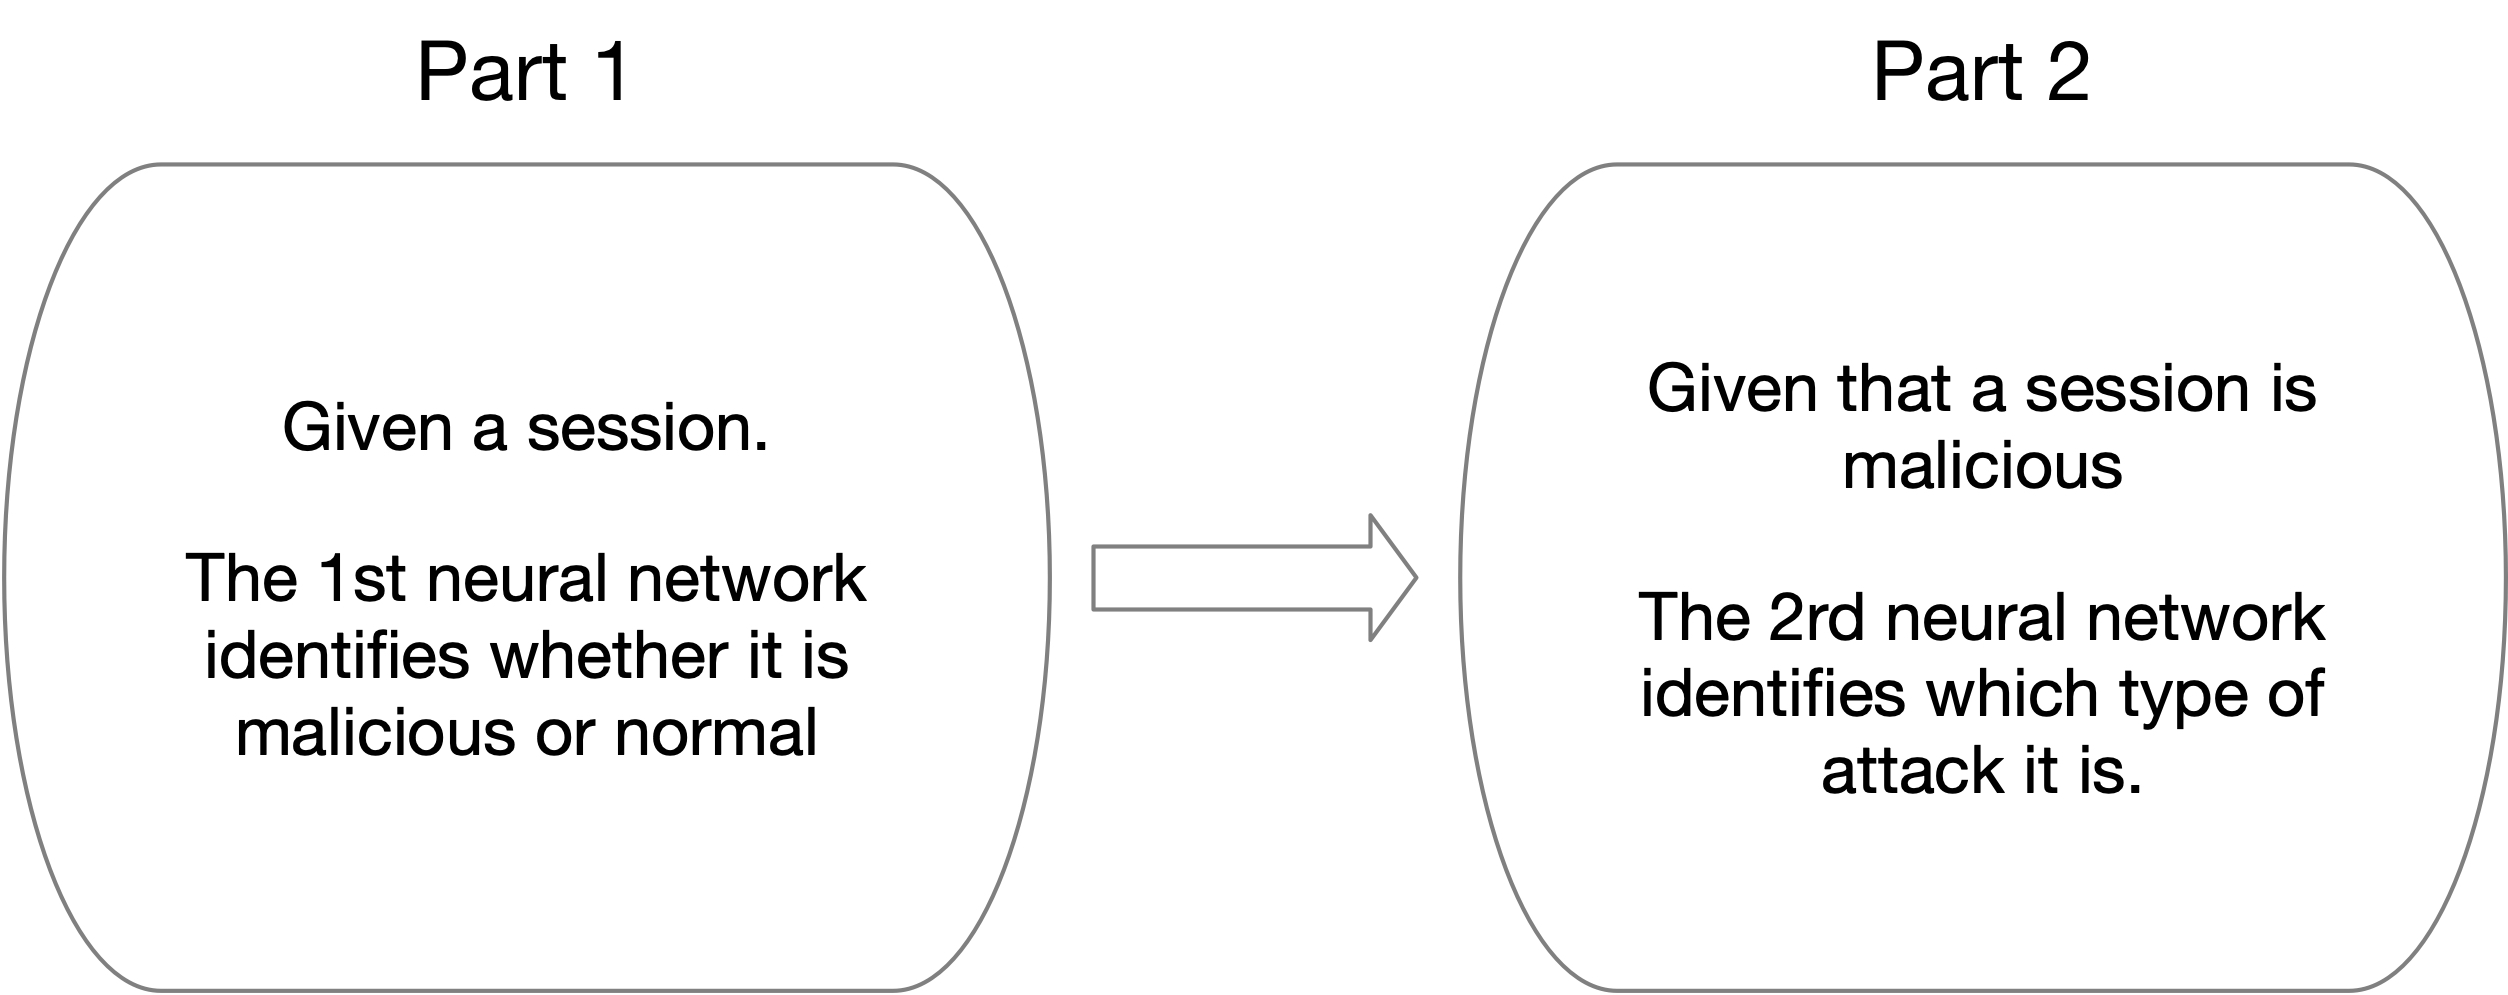 Part 1
Given a session.
The 1st neural network
identifies whether it is
malicious or normal
Part 2
Given that a session is
malicious
The 2rd neural network
identifies which type of
attack it is.